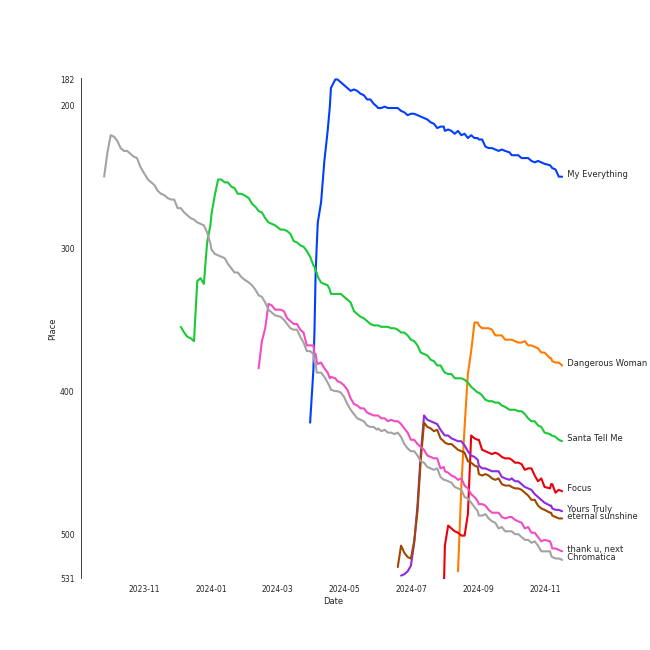 182
200
300
400
500
531
Place
2023-11
2024-01
2024-03
2024-05
2024-07
2024-09
2024-11
Date
My Everything
Dangerous Woman
Santa Tell Me
Focus
Yours Truly
eternal sunshine
thank u, next
Chromatica